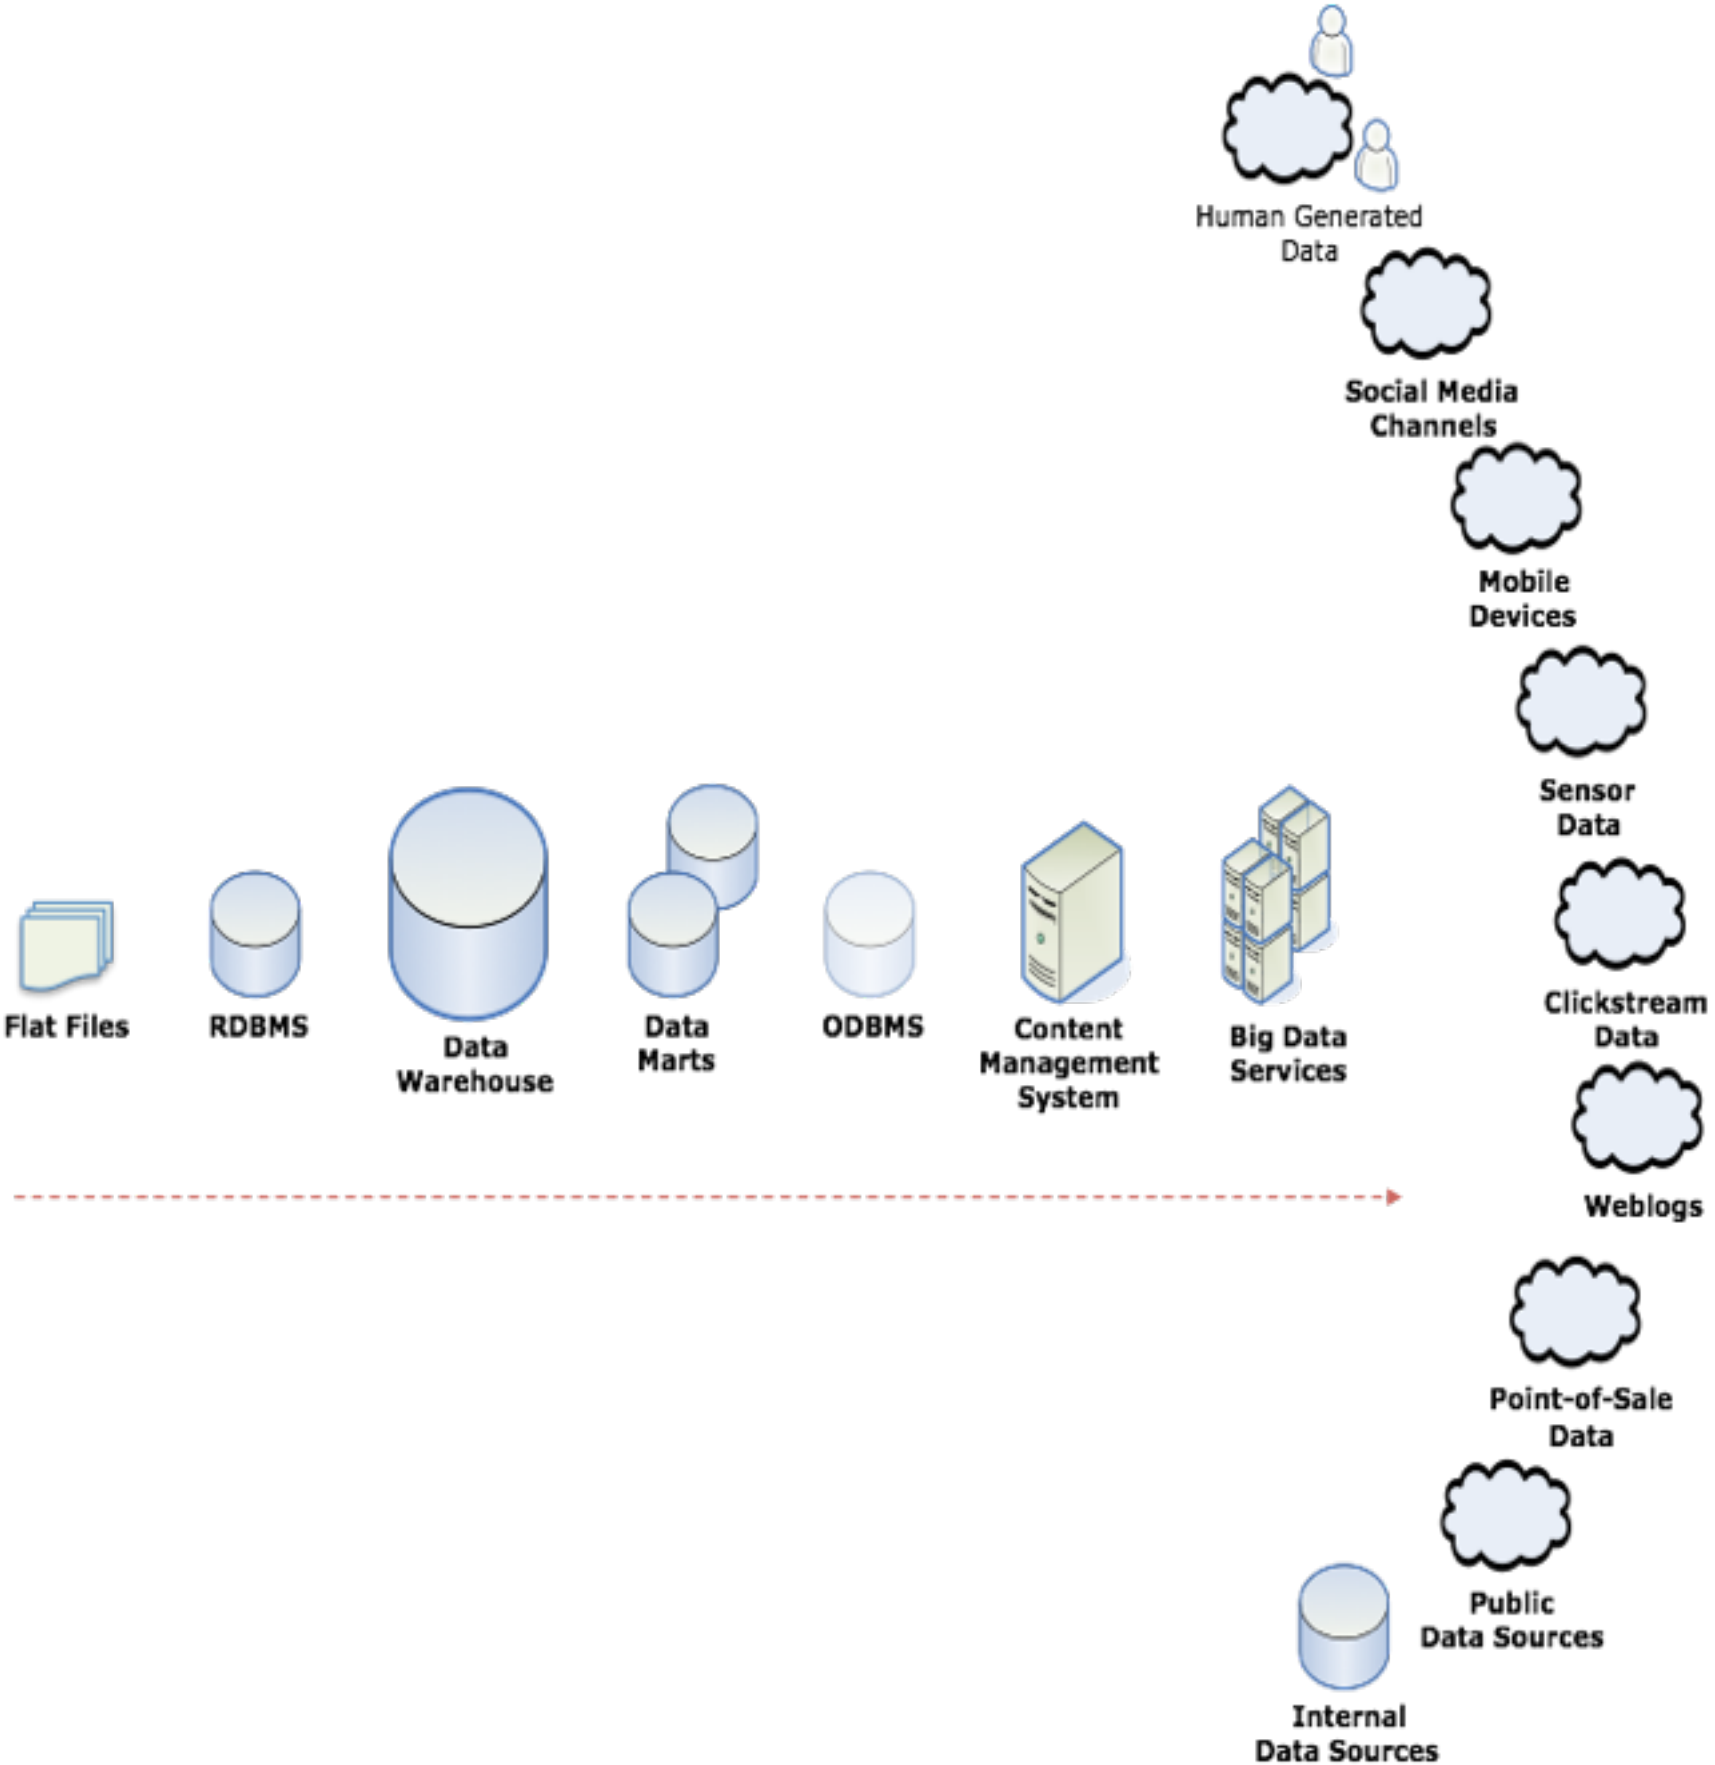 Human Generated
Data
Social Media
Channels
Mobile
Devices
Sensor
Data
Flat Files
RDBMS
Data
Warehouse
Data
Marts
ODBMS
Content
Management
System
Big Data
Services
Clickstream
Data
Weblogs
Point-of-Sale
Data
Public
Data Sources
Internal
Data Sources